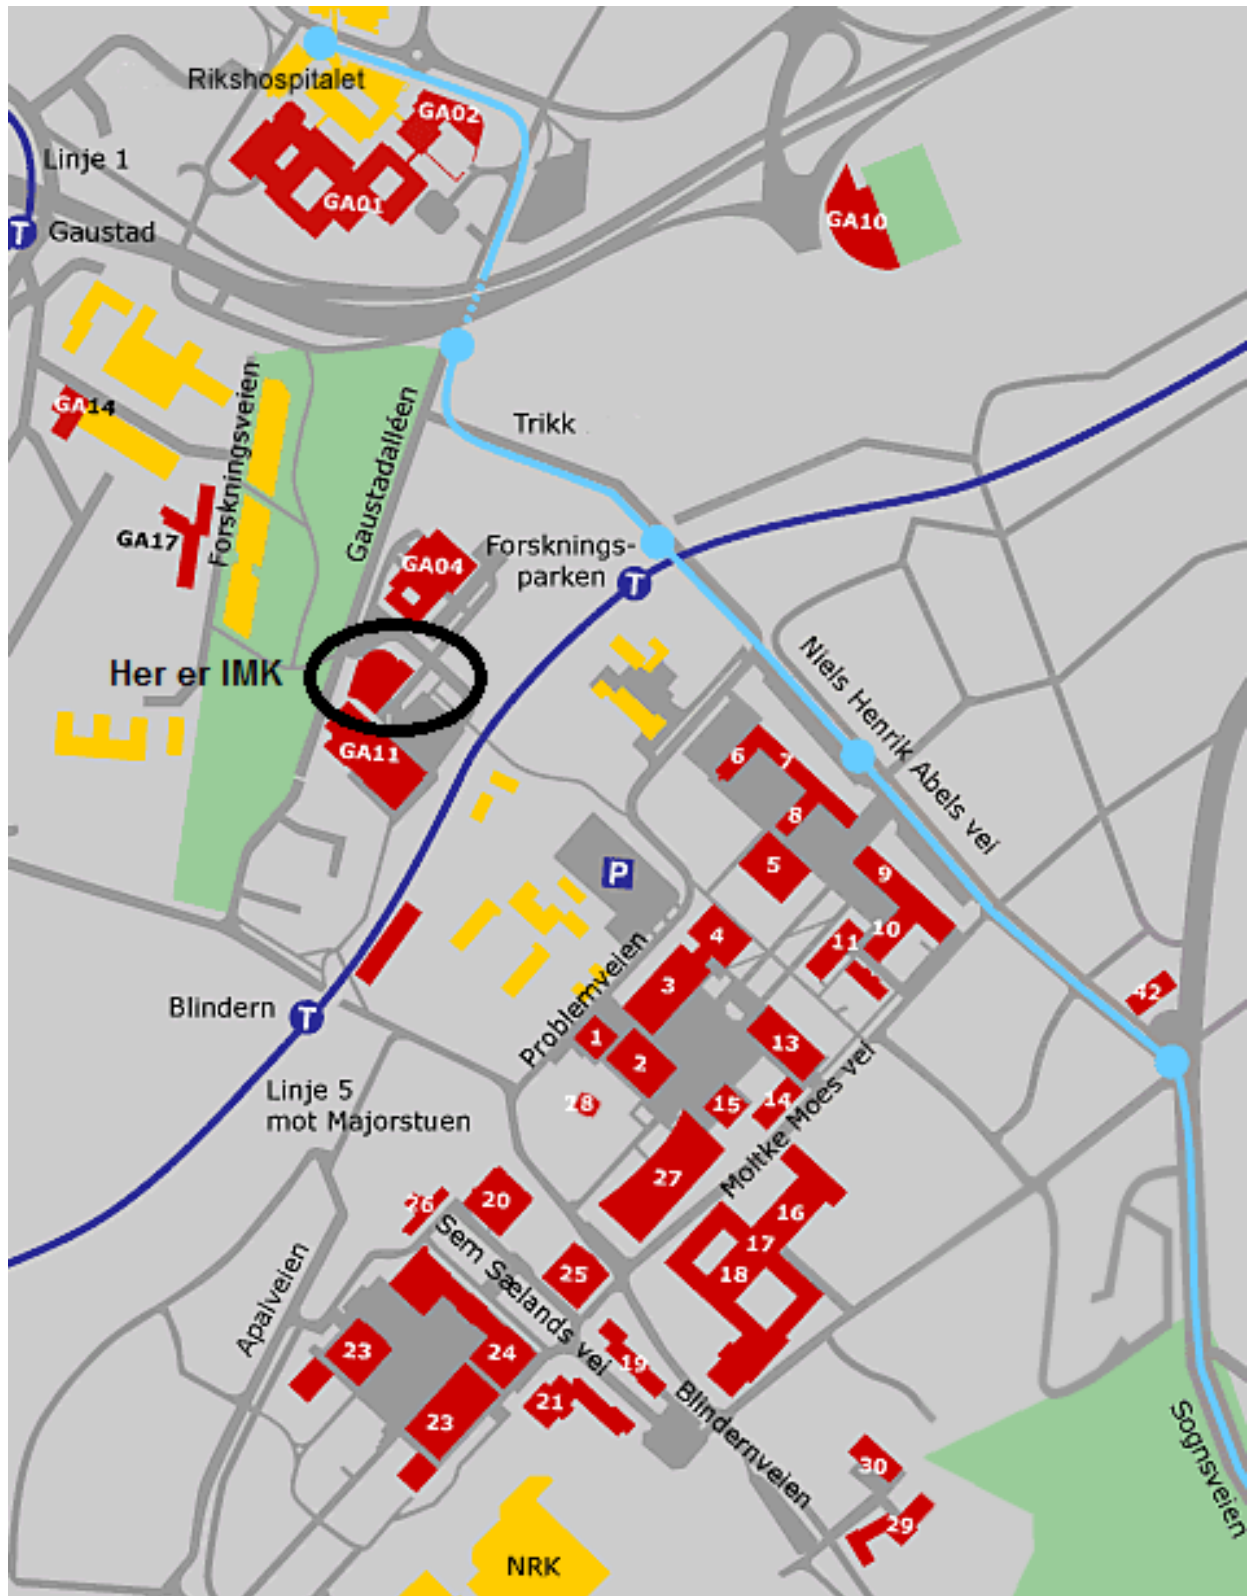 Rikshospitalet
GA02
Linje 1
GA01
T
Gaustad
GA10
GA14
Forskningsveien
Gaustadalléen
Trikk
GA17
GA04
Forsknings-
parken
T
Her er IMK
GA11
Niels Henrik Abels vei
6
7
8
5
P
9
10
11
4
3
Problemveien
42
Blindern
T
1
2
13
Linje 5
mot Majorstuen
28
15
14
Moltke Moes vei
27
26
20
16
17
18
25
Sem Sælands vei
Apalveien
23
24
19
21
23
Blindernveien
Sognsveien
30
29
NRK